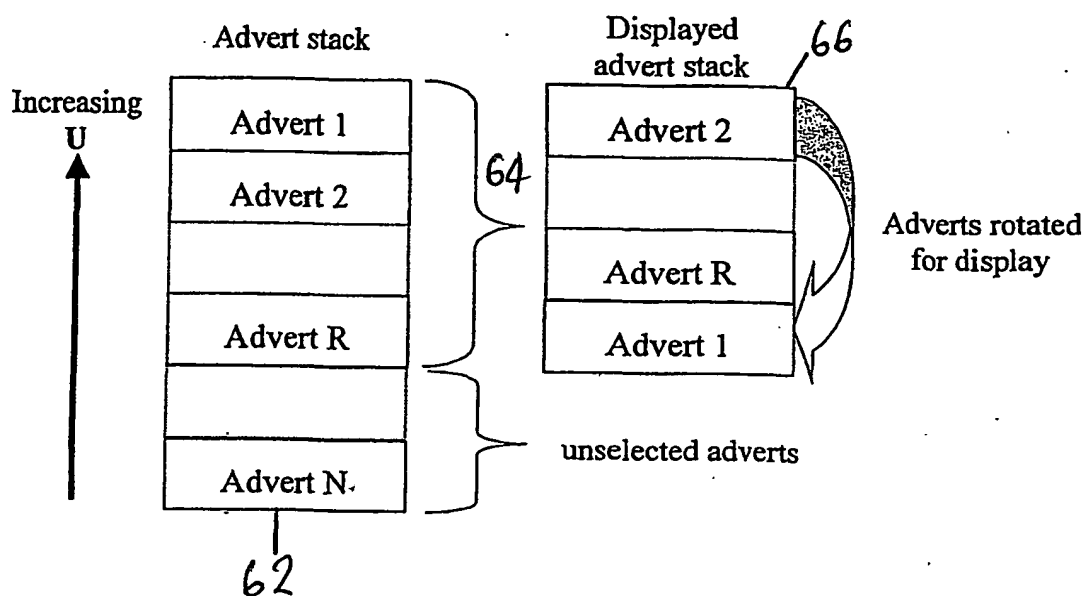 Advert stack
Displayed
advert stack
66
Increasing
U
Advert 1
Advert 2
Advert R
Advert N
64
Advert 2
Advert R
Advert 1
Adverts rotated
for display
unselected adverts
62